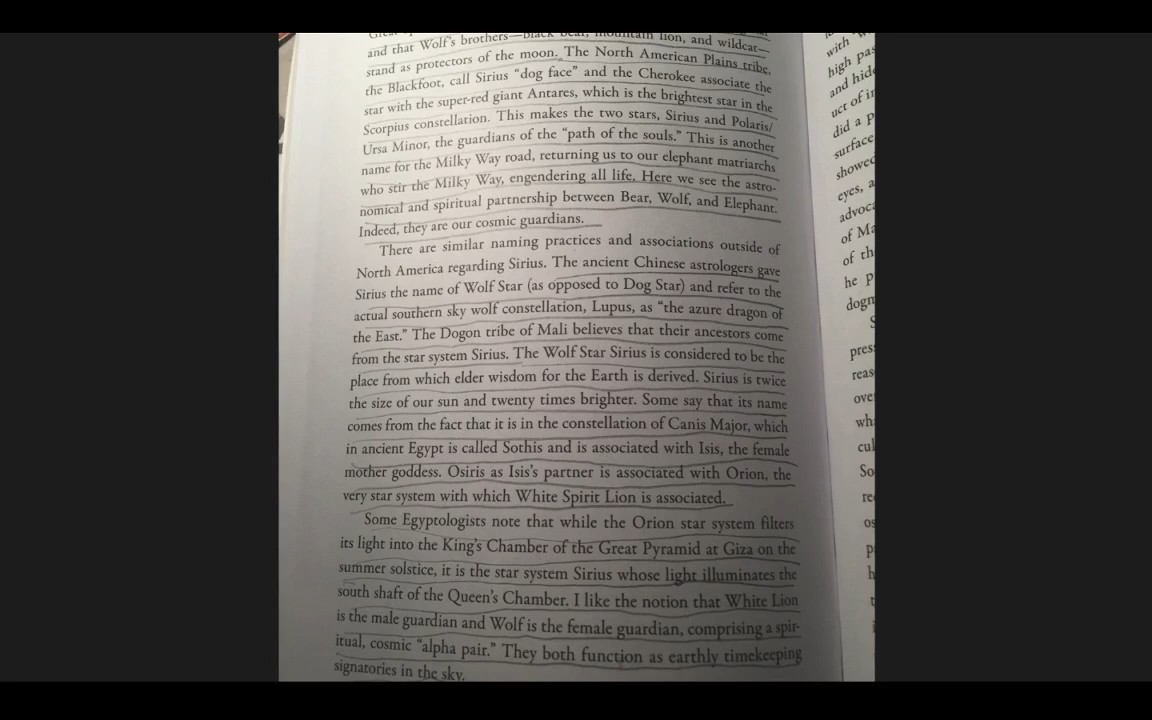 and that Wolf's brothers—black bear, mountain lion, and wildcat—
stand as protectors of the moon. The North American Plains tribe,
the Blackfoot, call Sirius "dog face" and the Cherokee associate the
star with the super-red giant Antares, which is the brightest star in the
Scorpius constellation. This makes the two stars, Sirius and Polaris/
Ursa Minor, the guardians of the "path of the souls." This is another
name for the Milky Way road, returning us to our elephant matriarchs
who stir the Milky Way, engendering all life. Here we see the astro-
nomical and spiritual partnership between Bear, Wolf, and Elephant.
Indeed, they are our cosmic guardians.
There are similar naming practices and associations outside of
North America regarding Sirius. The ancient Chinese astrologers gave
Sirius the name of Wolf Star (as opposed to Dog Star) and refer to the
actual southern sky wolf constellation, Lupus, as "the azure dragon of
the East." The Dogon tribe of Mali believes that their ancestors come
from the star system Sirius. The Wolf Star Sirius is considered to be the
place from which elder wisdom for the Earth is derived. Sirius is twice
the size of our sun and twenty times brighter. Some say that its name
comes from the fact that it is in the constellation of Canis Major, which
in ancient Egypt is called Sothis and is associated with Isis, the female
mother goddess. Osiris as Isis's partner is associated with Orion, the
very star system with which White Spirit Lion is associated.
Some Egyptologists note that while the Orion star system filters
its light into the King's Chamber of the Great Pyramid at Giza on the
summer solstice, it is the star system Sirius whose light illuminates the
south shaft of the Queen's Chamber. I like the notion that White Lion
is the male guardian and Wolf is the female guardian, comprising a spir-
itual, cosmic "alpha pair." They both function as earthly timekeeping
signatories in the sky.
with
high
and
uct of
did a
surface
showed
eyes, a
of
of
he